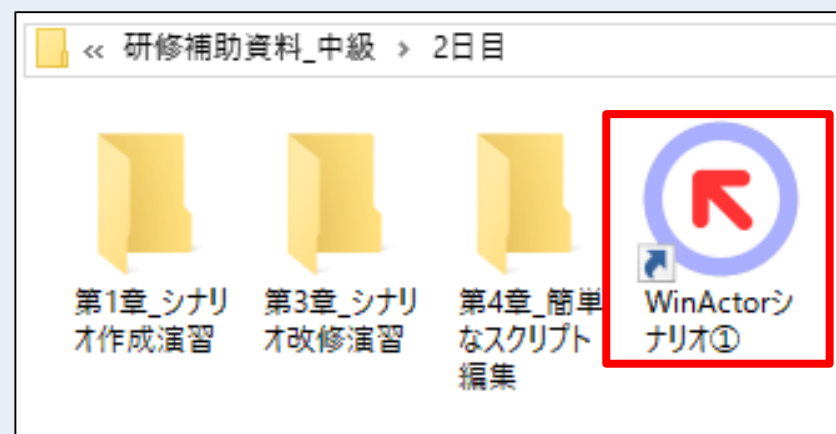 « 研修補助資料_中級 › 2日目
第1章_シナリ
オ作成演習
第3章_シナリ
オ改修演習
第4章_簡単
なスクリプト
編集
WinActorシ
ナリオ①